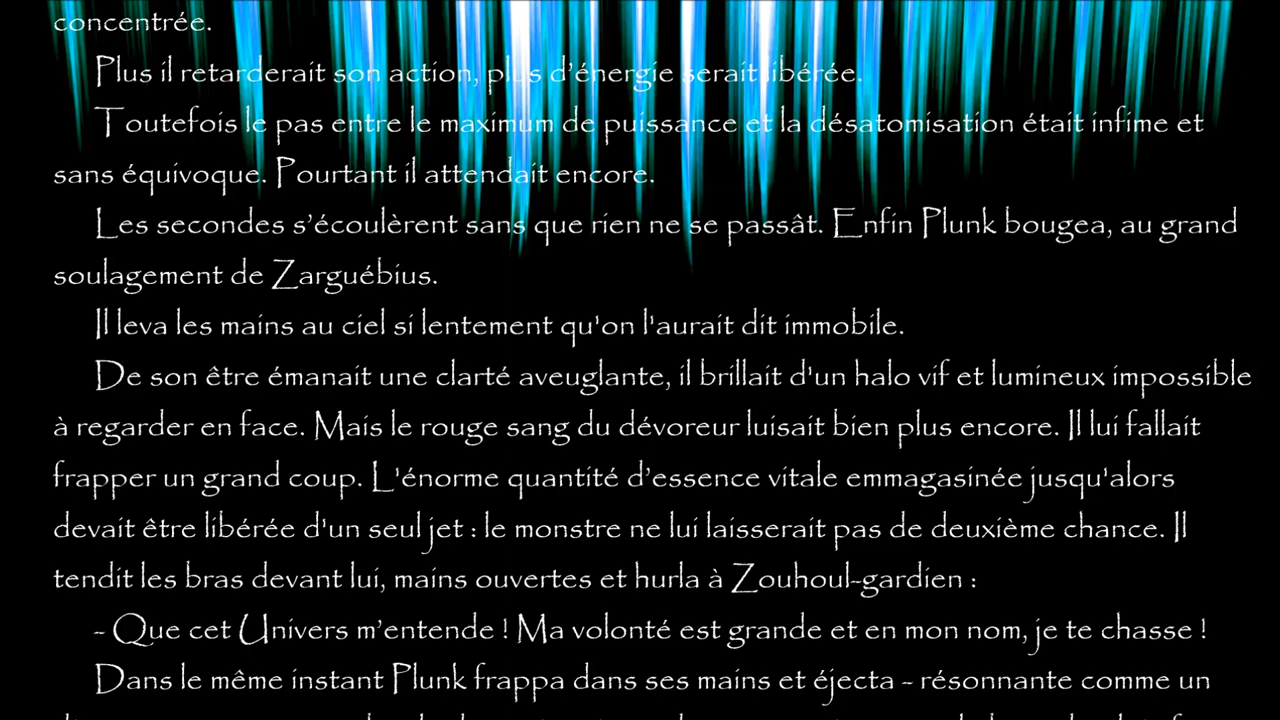 concentrée.
Plus il retarderait son action, plus d’énergie serait libérée.
Toutefois le pas entre le maximum de puissance et la désatomisation était infime et
sans équivoque. Pourtant il attendait encore.
Les secondes s’écoulèrent sans que rien ne se passât. Enfin Plunk bougea, au grand
soulagement de Zarguébius.
Il leva les mains au ciel si lentement qu'on l'aurait dit immobile.
De son être émanait une clarté aveuglante, il brillait d'un halo vif et lumineux impossible
à regarder en face. Mais le rouge sang du dévoreur luisait bien plus encore. Il lui fallait
frapper un grand coup. L'énorme quantité d’essence vitale emmagasinée jusqu'alors
devait être libérée d'un seul jet : le monstre ne lui laisserait pas de deuxième chance. Il
tendit les bras devant lui, mains ouvertes et hurla à Zouhoul-gardien :
- Que cet Univers m’entende ! Ma volonté est grande et en mon nom, je te chasse !
Dans le même instant Plunk frappa dans ses mains et éjecta - résonnante comme un